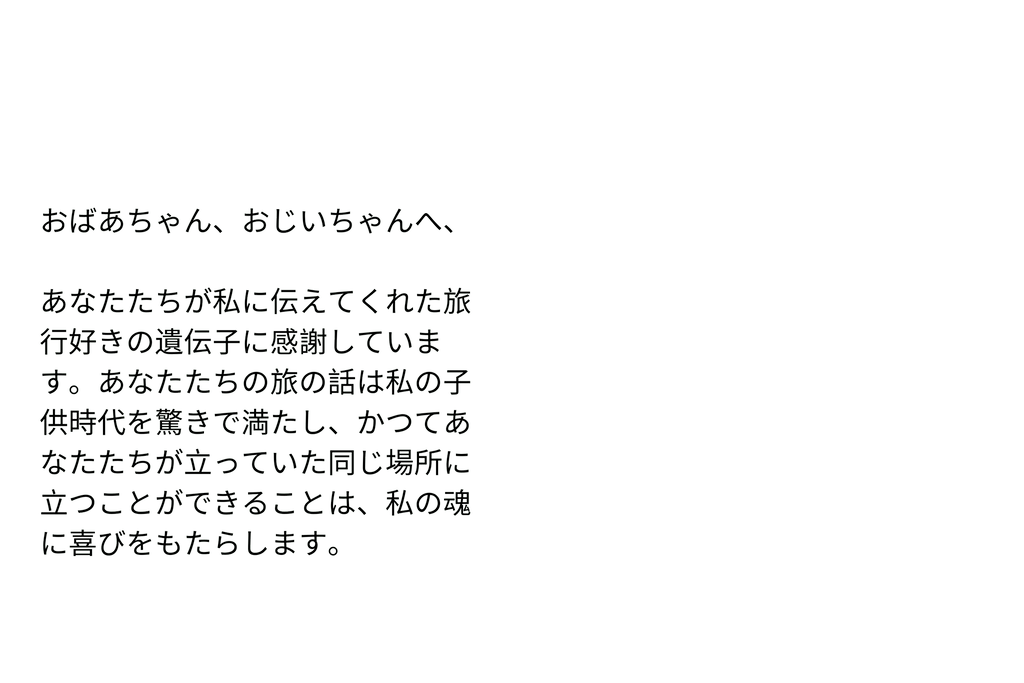 おばあちゃん、おじいちゃんへ、
あなたたちが私に伝えてくれた旅
行好きの遺伝子に感謝していま
す。あなたたちの旅の話は私の子
供時代を驚きで満たし、かつてあ
なたたちが立っていた同じ場所に
立つことができることは、私の魂
に喜びをもたらします。